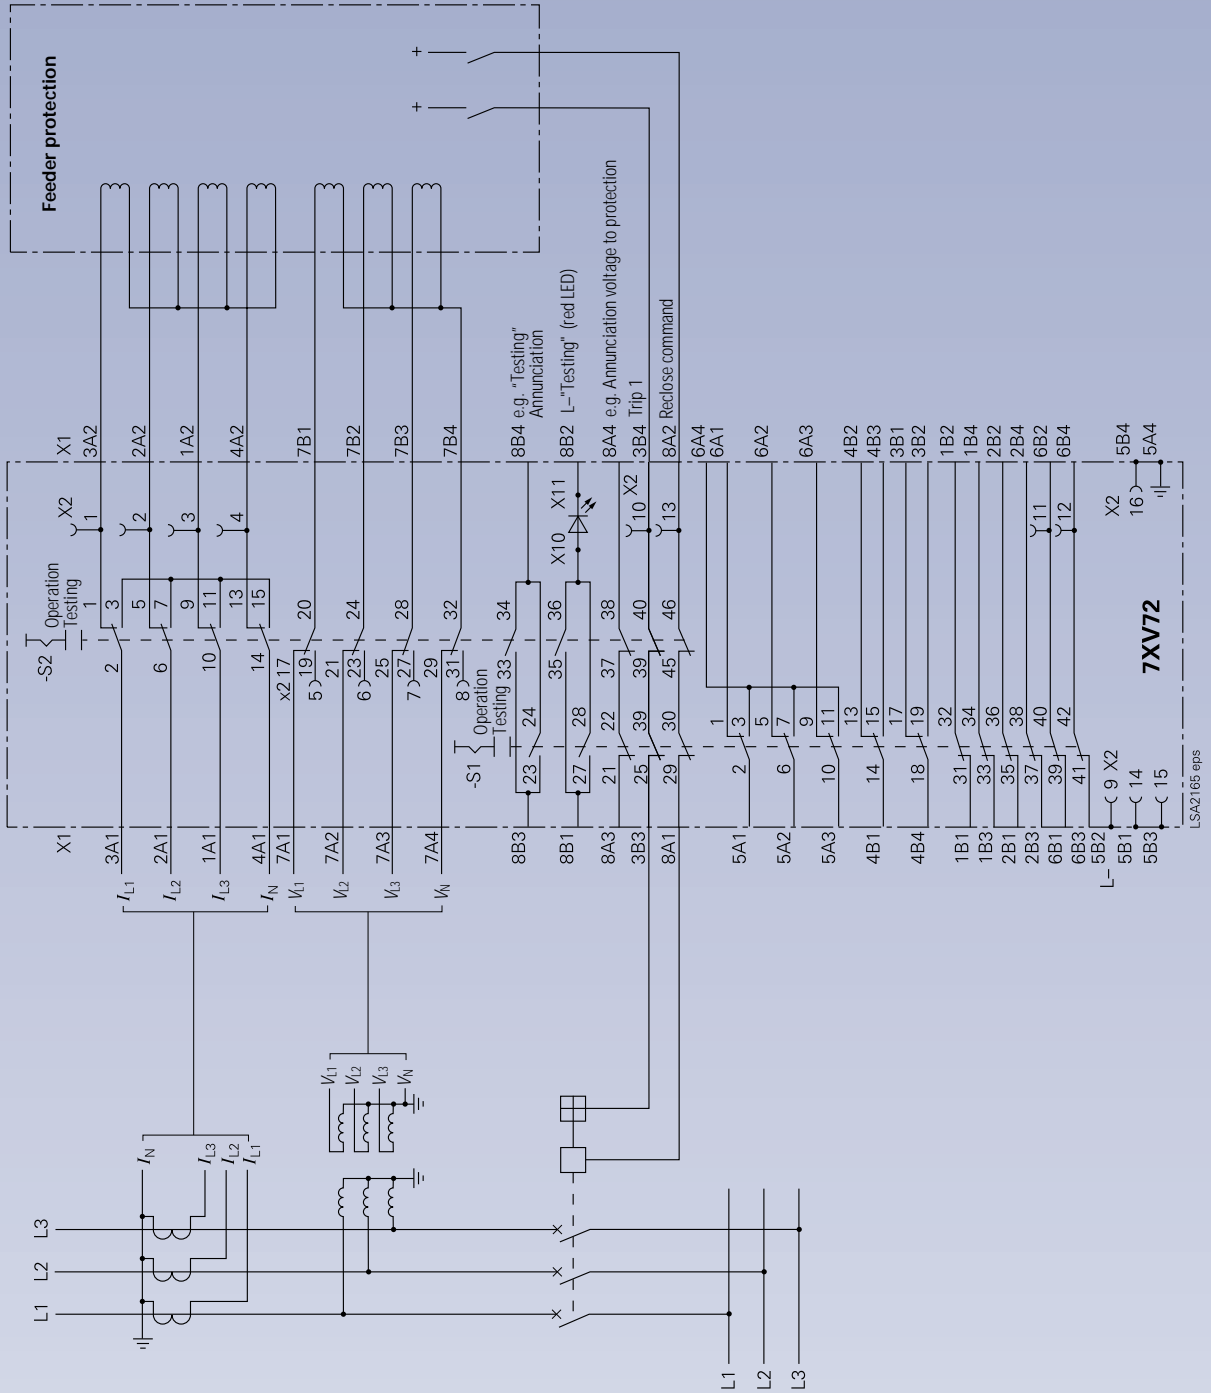 Feeder protection
+
+
X1
3A2
2A2
1A2
4A2
7B1
7B2
7B3
7B4
8B4 e.g. "Testing"
Annunciation
8B2 L–"Testing" (red LED)
8A4 e.g. Annunciation voltage to protection
3B4 Trip 1
8A2 Reclose command
6A4
6A1
6A2
6A3
4B2
4B3
3B1
3B2
1B2
1B4
2B2
2B4
6B2
6B4
5B4
5A4
X2
1
2
3
4
X10
X11
X2
10
13
11
12
X2
16
-S2
Operation
Testing
1
3
2
5
7
6
9
11
10
13
15
14
x2 17
19
20
5
21
23
24
6
25
27
28
7
29
31
32
8
33
34
35
36
37
38
39
40
45
46
-S1
Operation
Testing
23
24
27
28
21
22
25
39
29
30
1
3
2
5
7
6
9
11
10
13
15
14
17
19
18
32
31
34
33
36
35
38
37
40
39
42
41
9 X2
14
15
7XV72
LSA2165 eps
X1
3A1
2A1
1A1
4A1
7A1
7A2
7A3
7A4
8B3
8B1
8A3
3B3
8A1
5A1
5A2
5A3
4B1
4B4
1B1
1B3
2B1
2B3
6B1
6B3
5B2
5B1
5B3
L–
IL1
IL2
IL3
IN
VL1
VL2
VL3
VN
VL1
VL2
VL3
VN
IN
IL3
IL2
IL1
L3
L2
L1
L1
L2
L3